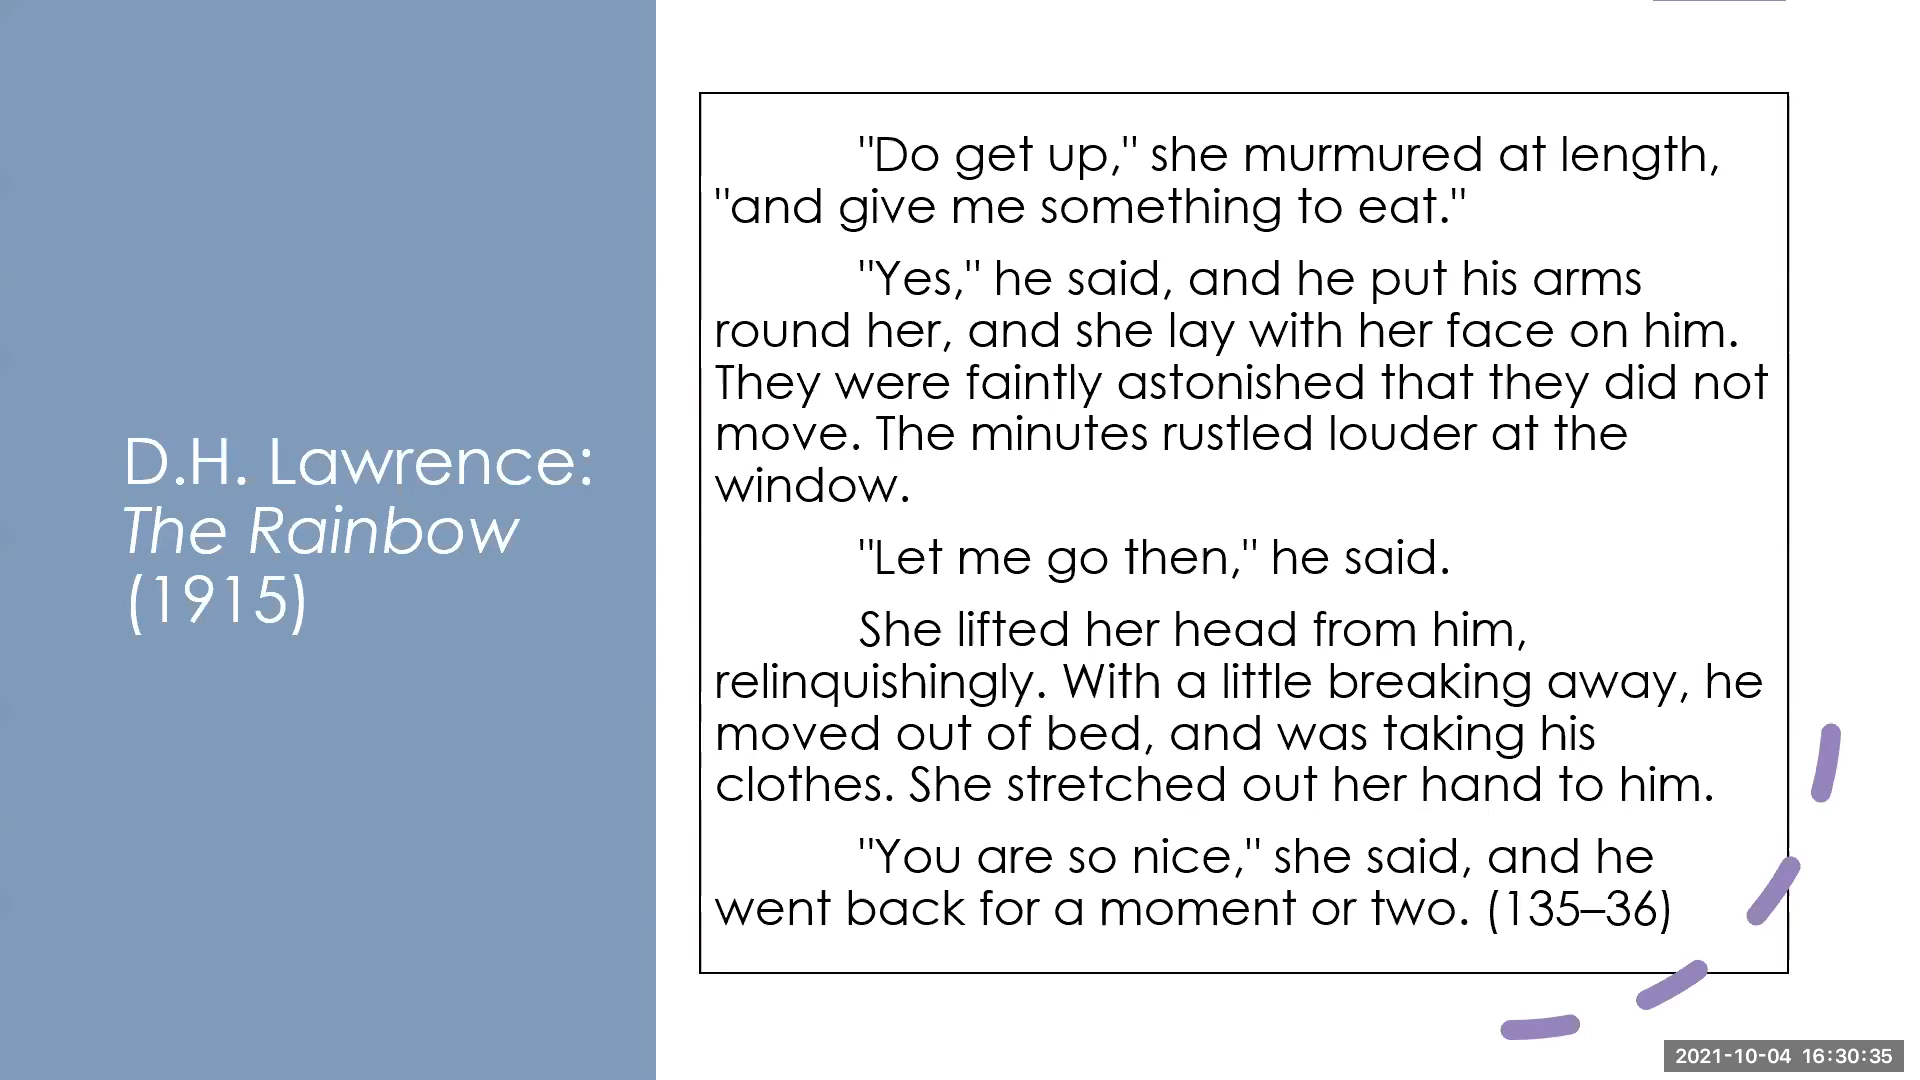 D.H. Lawrence:
The Rainbow
(1915)
"Do get up," she murmured at length,
"and give me something to eat."
"Yes," he said, and he put his arms
round her, and she lay with her face on him.
They were faintly astonished that they did not
move. The minutes rustled louder at the
window.
"Let me go then," he said.
She lifted her head from him,
relinquishingly. With a little breaking away, he
moved out of bed, and was taking his
clothes. She stretched out her hand to him.
"You are so nice," she said, and he
went back for a moment or two. (135–36)
2021-10-04 16:30:35